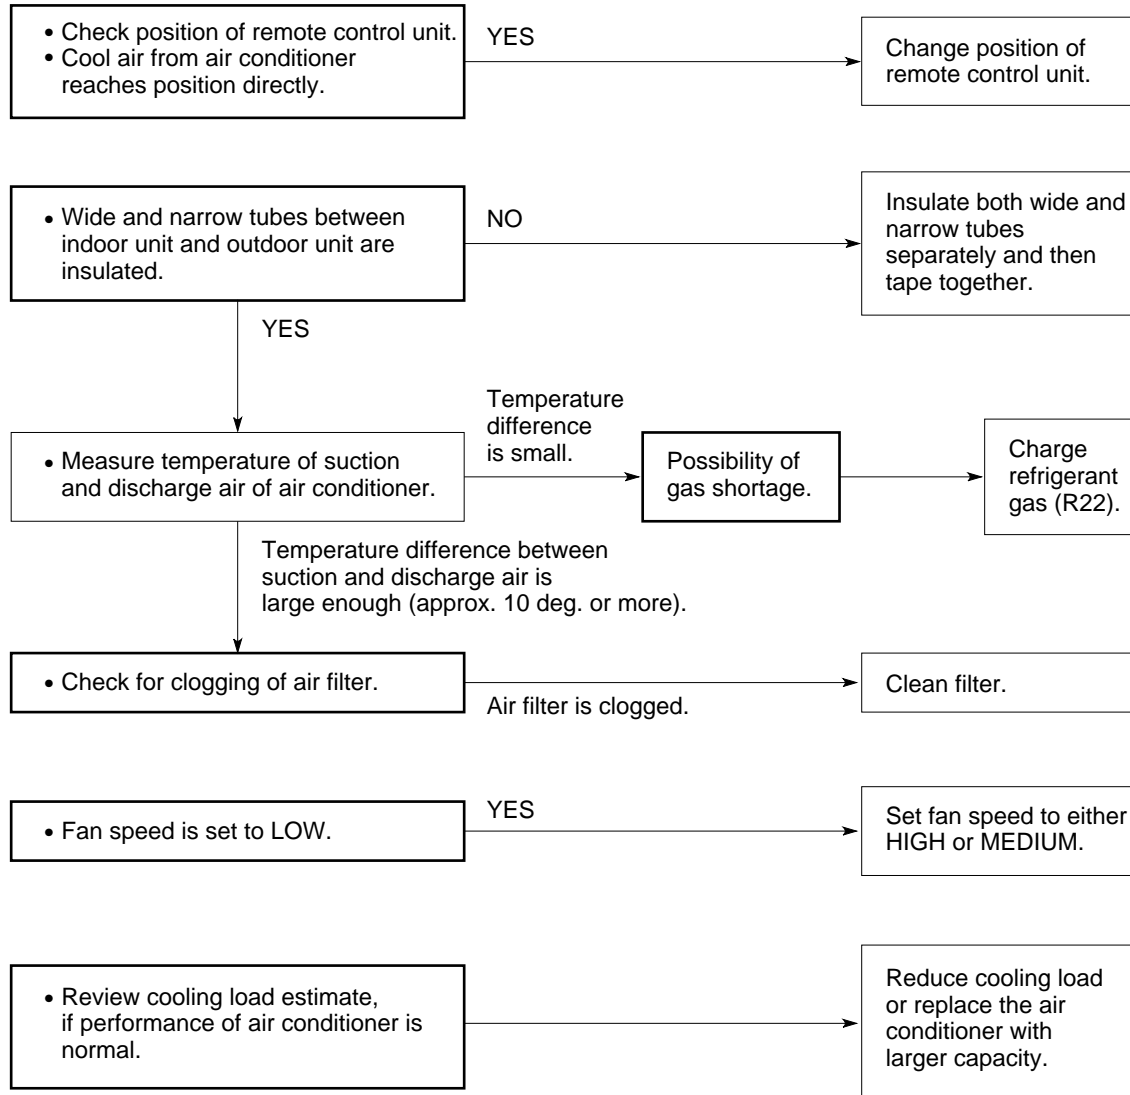 • Check position of remote control unit.
• Cool air from air conditioner
reaches position directly.
YES
Change position of
remote control unit.
• Wide and narrow tubes between
indoor unit and outdoor unit are
insulated.
NO
Insulate both wide and
narrow tubes
separately and then
tape together.
YES
• Measure temperature of suction
and discharge air of air conditioner.
Temperature
difference
is small.
Possibility of
gas shortage.
Charge
refrigerant
gas (R22).
Temperature difference between
suction and discharge air is
large enough (approx. 10 deg. or more).
• Check for clogging of air filter.
Air filter is clogged.
Clean filter.
• Fan speed is set to LOW.
YES
Set fan speed to either
HIGH or MEDIUM.
• Review cooling load estimate,
if performance of air conditioner is
normal.
Reduce cooling load
or replace the air
conditioner with
larger capacity.